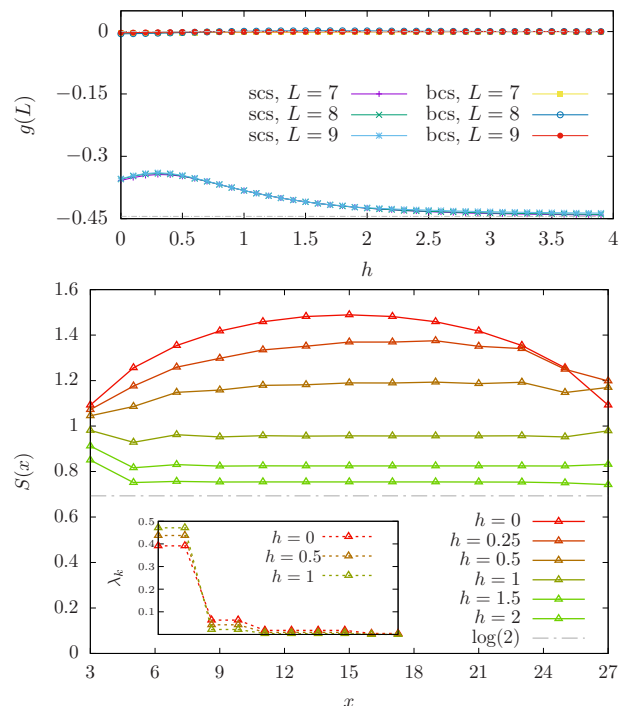 0
−0.15
−0.3
−0.45
g(L)
scs, L = 7
scs, L = 8
scs, L = 9
bcs, L = 7
bcs, L = 8
bcs, L = 9
0 0.5 1 1.5 2 2.5 3 3.5 4
h
1.6
1.4
1.2
1
0.8
0.6
0.4
0.2
0
S(x)
0.5
0.4
0.3
0.2
0.1
λₖ
h = 0
h = 0.5
h = 1
h = 0
h = 0.25
h = 0.5
h = 1
h = 1.5
h = 2
log(2)
3 6 9 12 15 18 21 24 27
x